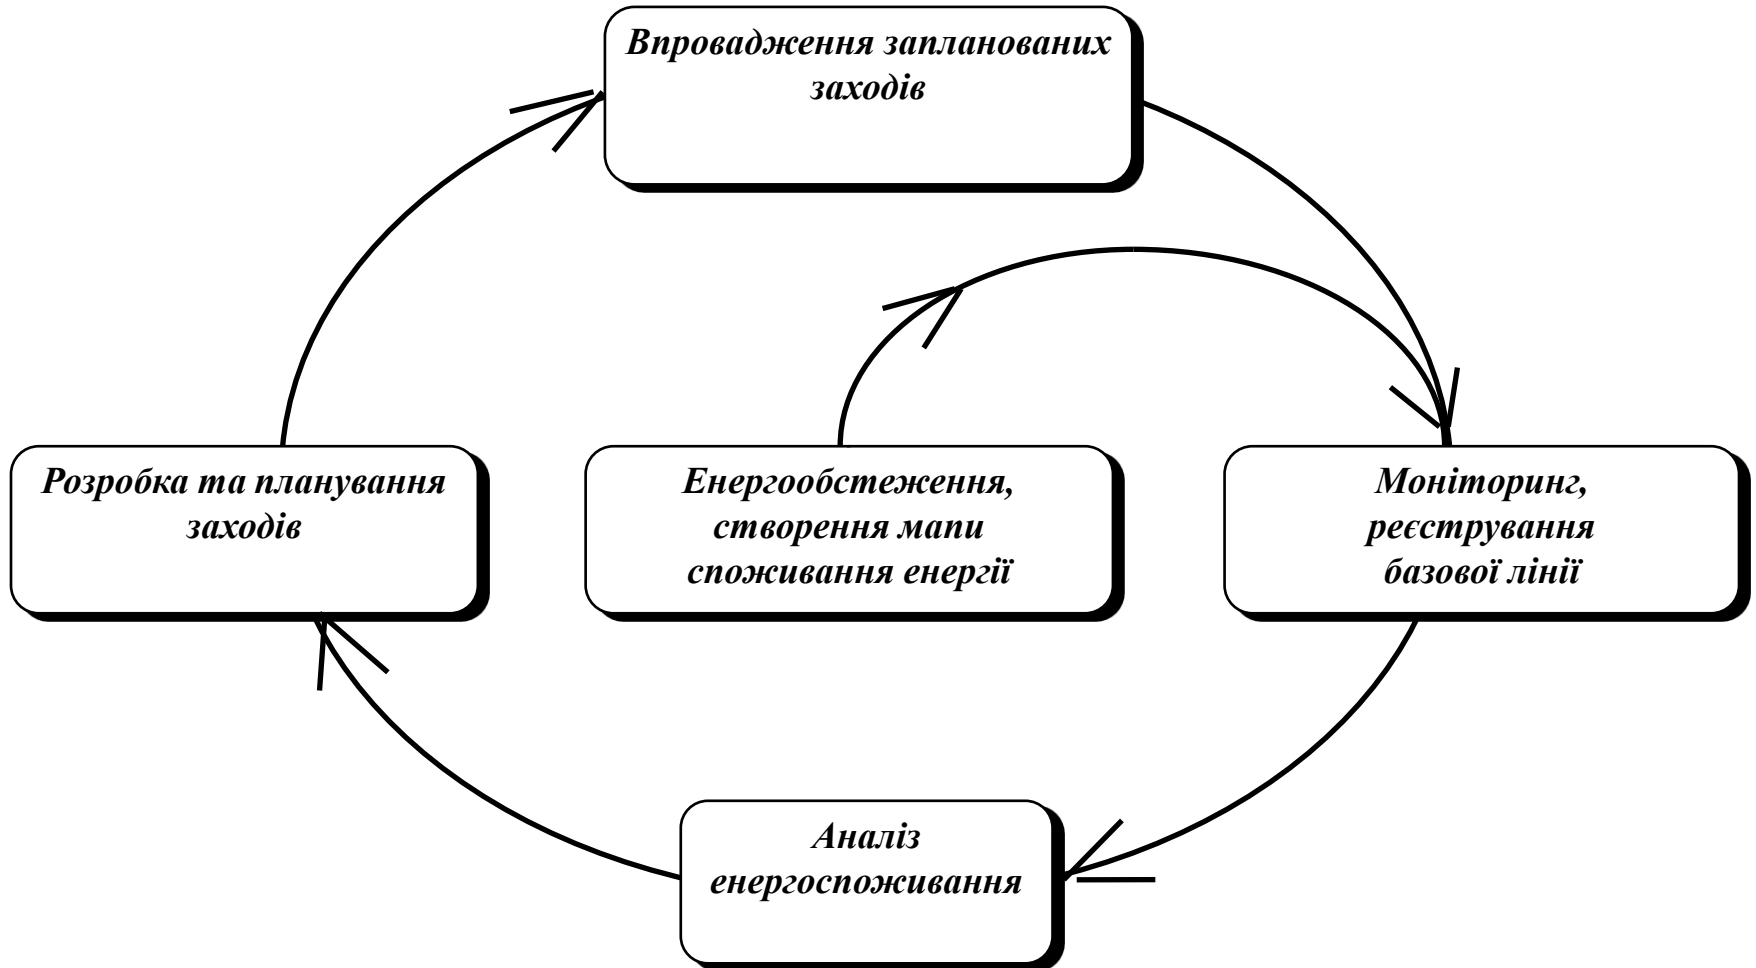 Впровадження запланованих
заходів
Розробка та планування
заходів
Енергообстеження,
створення мапи
споживання енергії
Моніторинг,
реєстрування
базової лінії
Аналіз
енергоспоживання